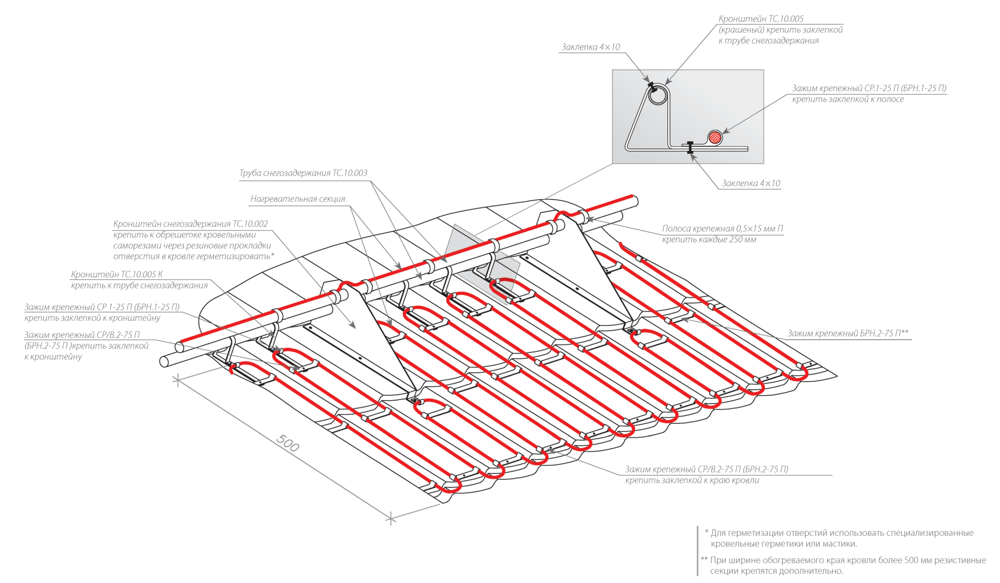 Кронштейн ТС.10.005
(крашеный) крепить заклепкой
к трубе снегозадержания
Заклепка 4×10
Зажим крепежный СР.1-25 П (БРН.1-25 П)
крепить заклепкой к полосе
Заклепка 4×10
Труба снегозадержания ТС.10.003
Нагревательная секция
Кронштейн снегозадержания ТС.10.002
крепить к обрешетке кровельными
саморезами через резиновые прокладки
отверстия в кровле герметизировать*
Полоса крепежная 0,5×15 мм П
крепить каждые 250 мм
Кронштейн ТС.10.005 К
крепить к трубе снегозадержания
Зажим крепежный СР 1-25 П (БРН.1-25 П)
крепить заклепкой к кронштейну
Зажим крепежный СР/В.2-75 П
(БРН.2-75 П )крепить заклепкой
к кронштейну
Зажим крепежный БРН.2-75 П**
500
Зажим крепежный СР/В.2-75 П (БРН.2-75 П)
крепить заклепкой к краю кровли
* Для герметизации отверстий использовать специализированные
кровельные герметики или мастики.
** При ширине обогреваемого края кровли более 500 мм резистивные
секции крепятся дополнительно.